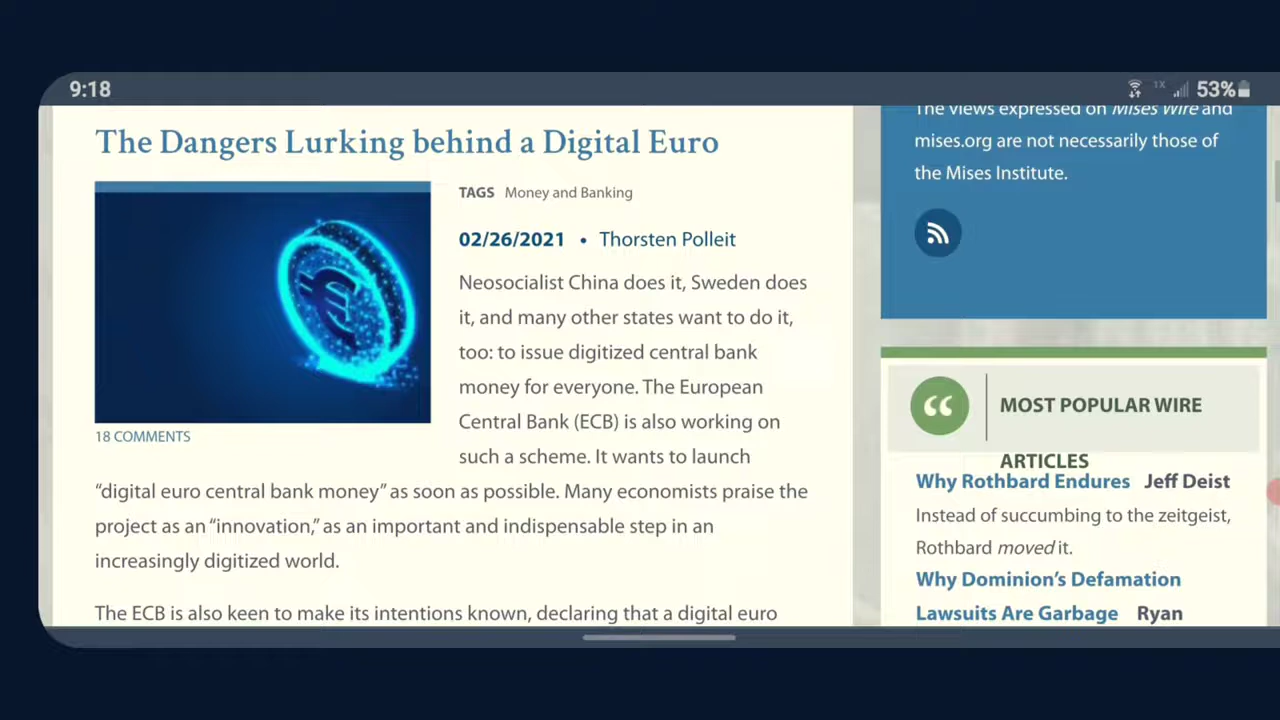 9:18
1X
53%
The Dangers Lurking behind a Digital Euro
TAGS Money and Banking
02/26/2021 • Thorsten Polleit
Neosocialist China does it, Sweden does
it, and many other states want to do it,
too: to issue digitized central bank
money for everyone. The European
Central Bank (ECB) is also working on
such a scheme. It wants to launch
18 COMMENTS
“digital euro central bank money” as soon as possible. Many economists praise the
project as an “innovation,” as an important and indispensable step in an
increasingly digitized world.
The ECB is also keen to make its intentions known, declaring that a digital euro
The views expressed on Mises Wire and
mises.org are not necessarily those of
the Mises Institute.
MOST POPULAR WIRE
ARTICLES
Why Rothbard Endures Jeff Deist
Instead of succumbing to the zeitgeist,
Rothbard moved it.
Why Dominion’s Defamation
Lawsuits Are Garbage Ryan